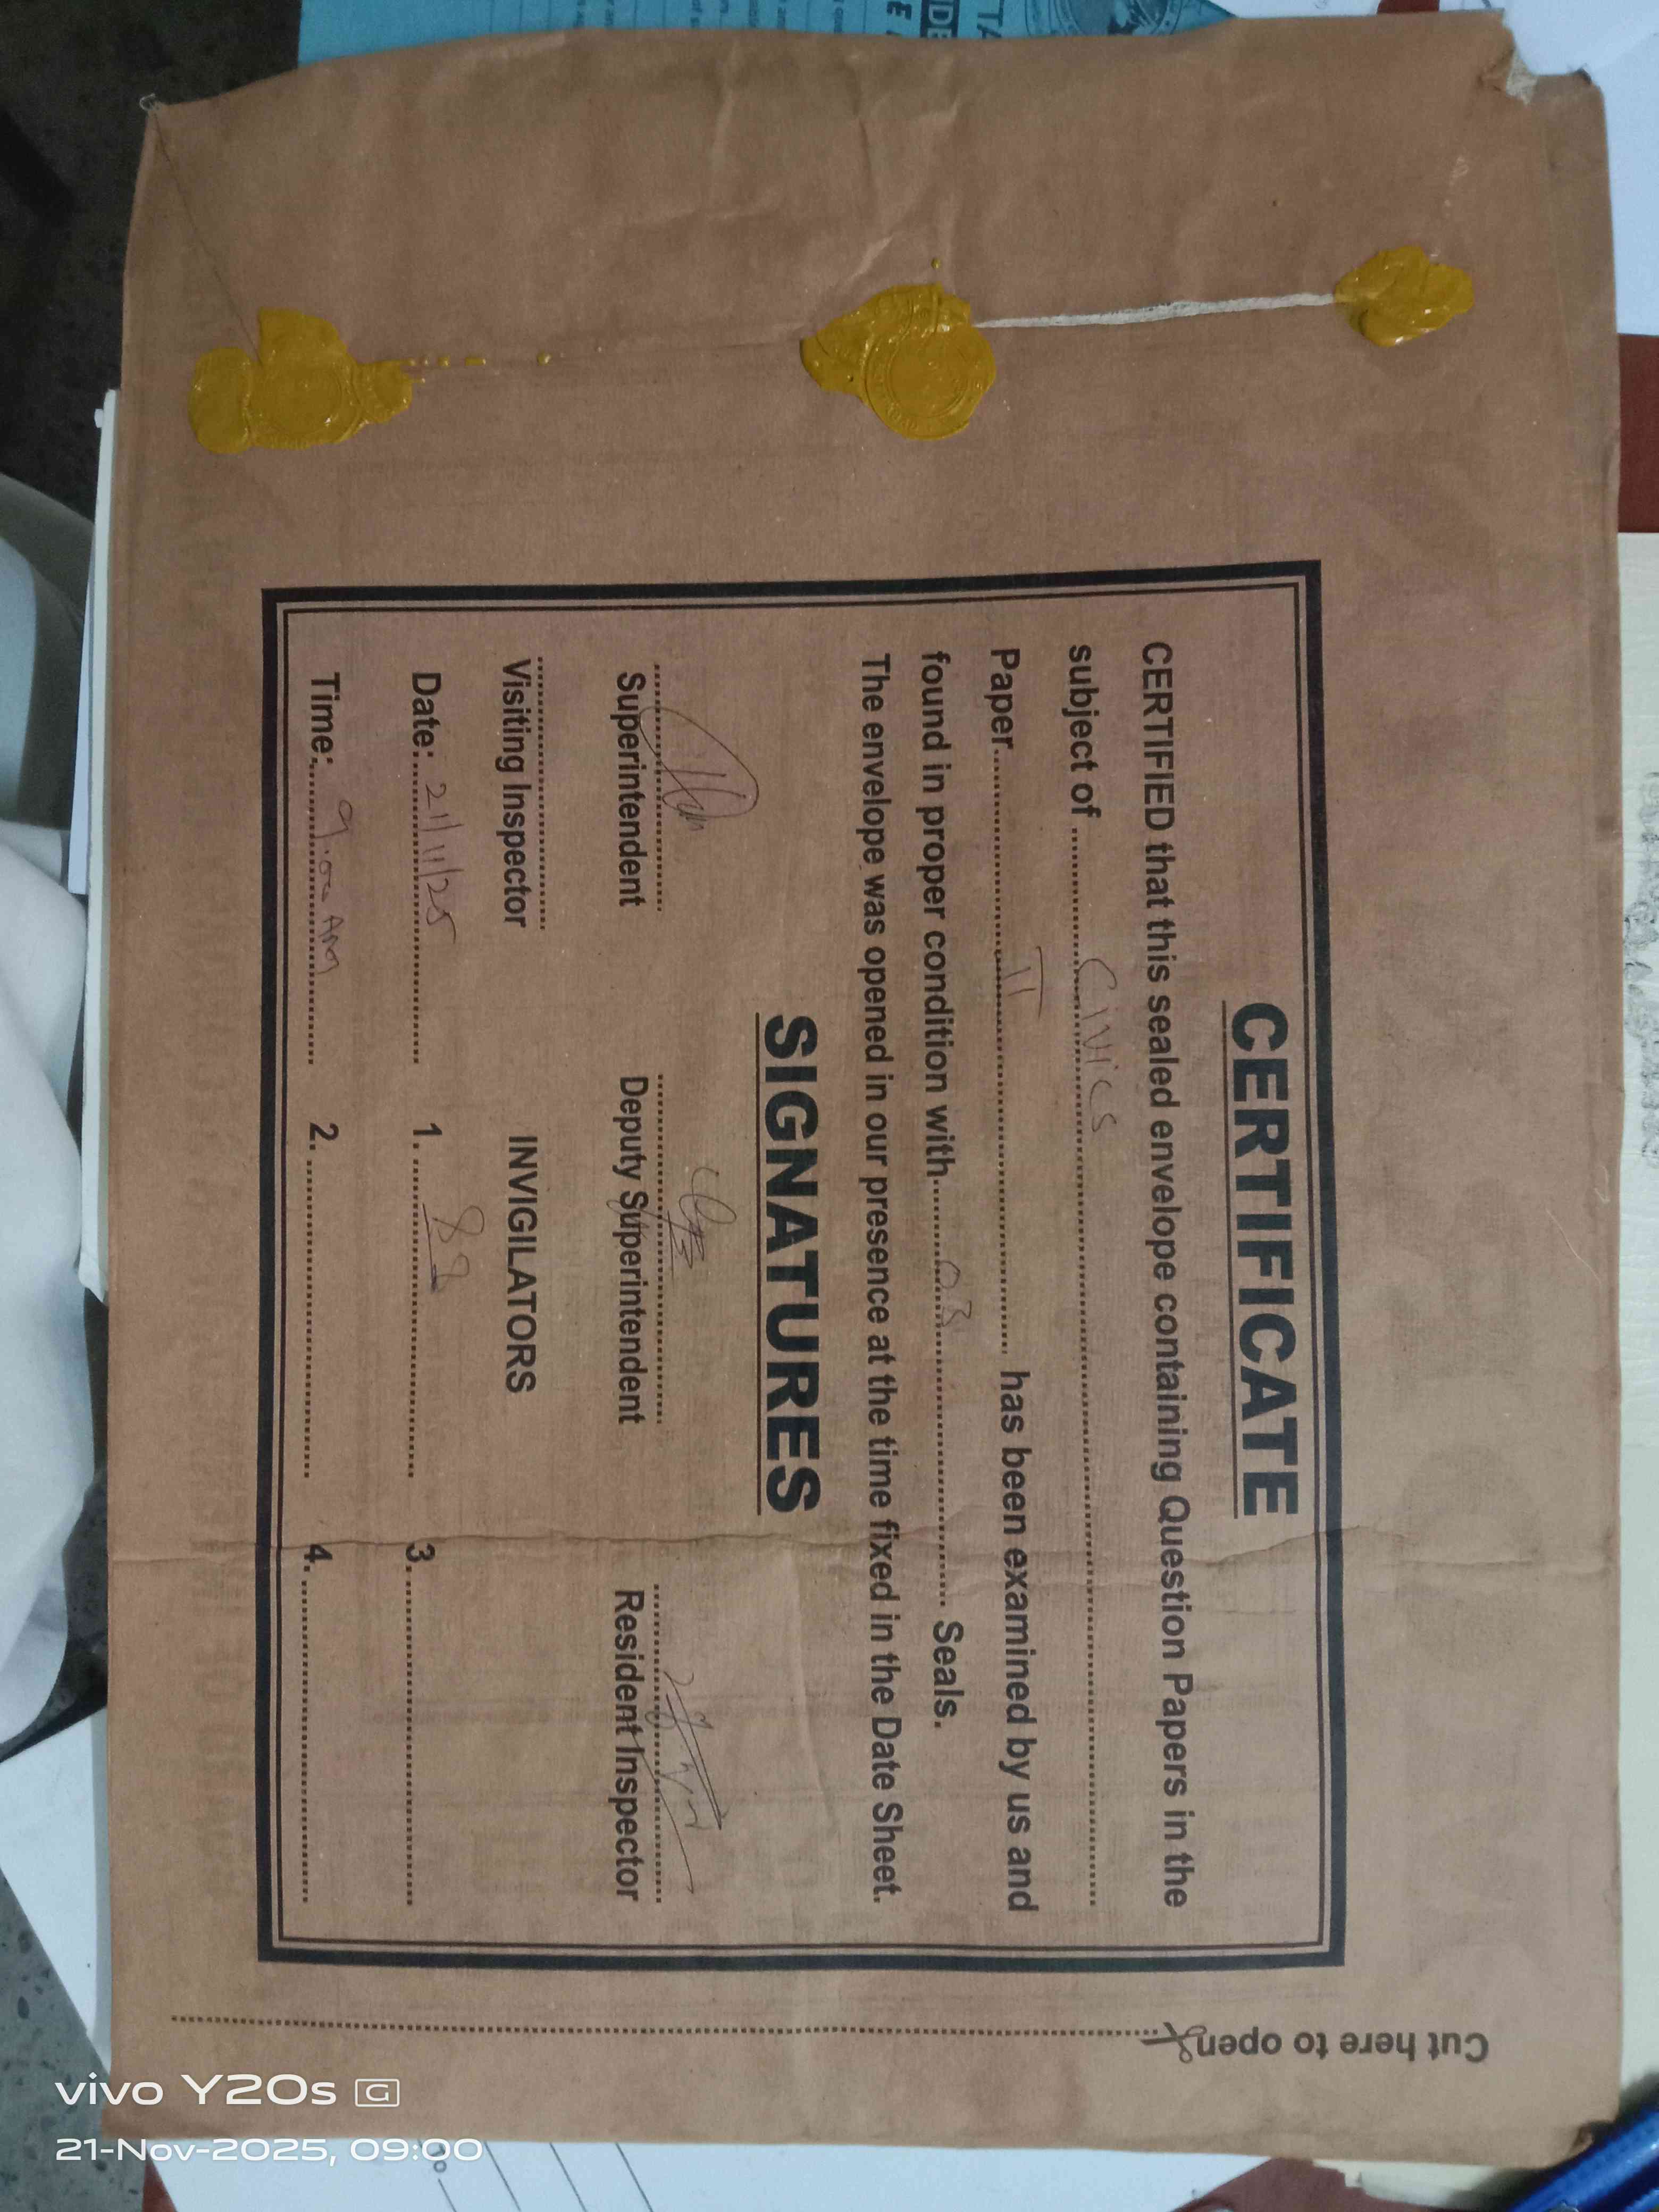 CERTIFICATE
CERTIFIED that this sealed envelope containing Question Papers in the
subject of .......... Civics ..........
Paper.......... II .......... has been examined by us and
found in proper condition with.......... 03 .......... Seals.
The envelope was opened in our presence at the time fixed in the Date Sheet.
SIGNATURES
Superintendent Deputy Superintendent Resident Inspector
Visiting Inspector INVIGILATORS
Date: 21/11/25 1. 3.
Time: 9:00 AM 2. 4.
Cut here to open
vivo Y20s G
21-Nov-2025, 09:00